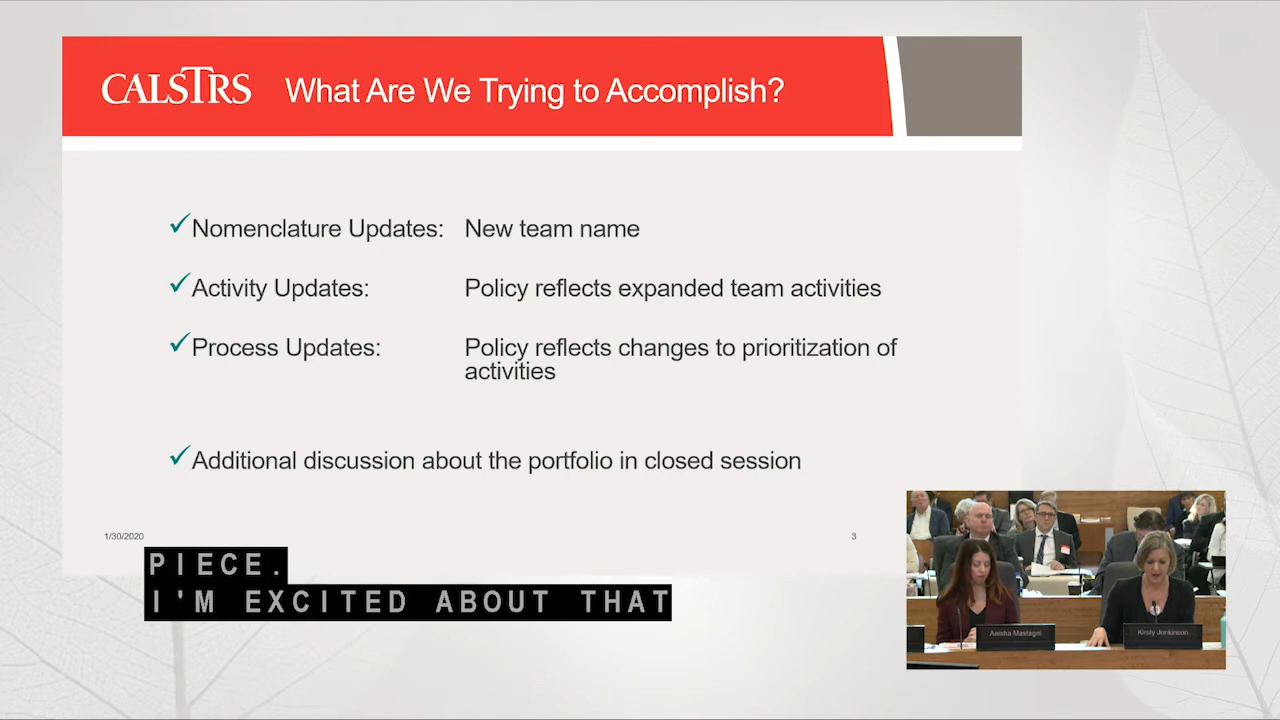 CALSTRS What Are We Trying to Accomplish?
Nomenclature Updates: New team name
Activity Updates: Policy reflects expanded team activities
Process Updates: Policy reflects changes to prioritization of
activities
Additional discussion about the portfolio in closed session
1/30/2020 3
PIECE.
I'M EXCITED ABOUT THAT
Aeisha Mastagni
Kirsty Jenkinson